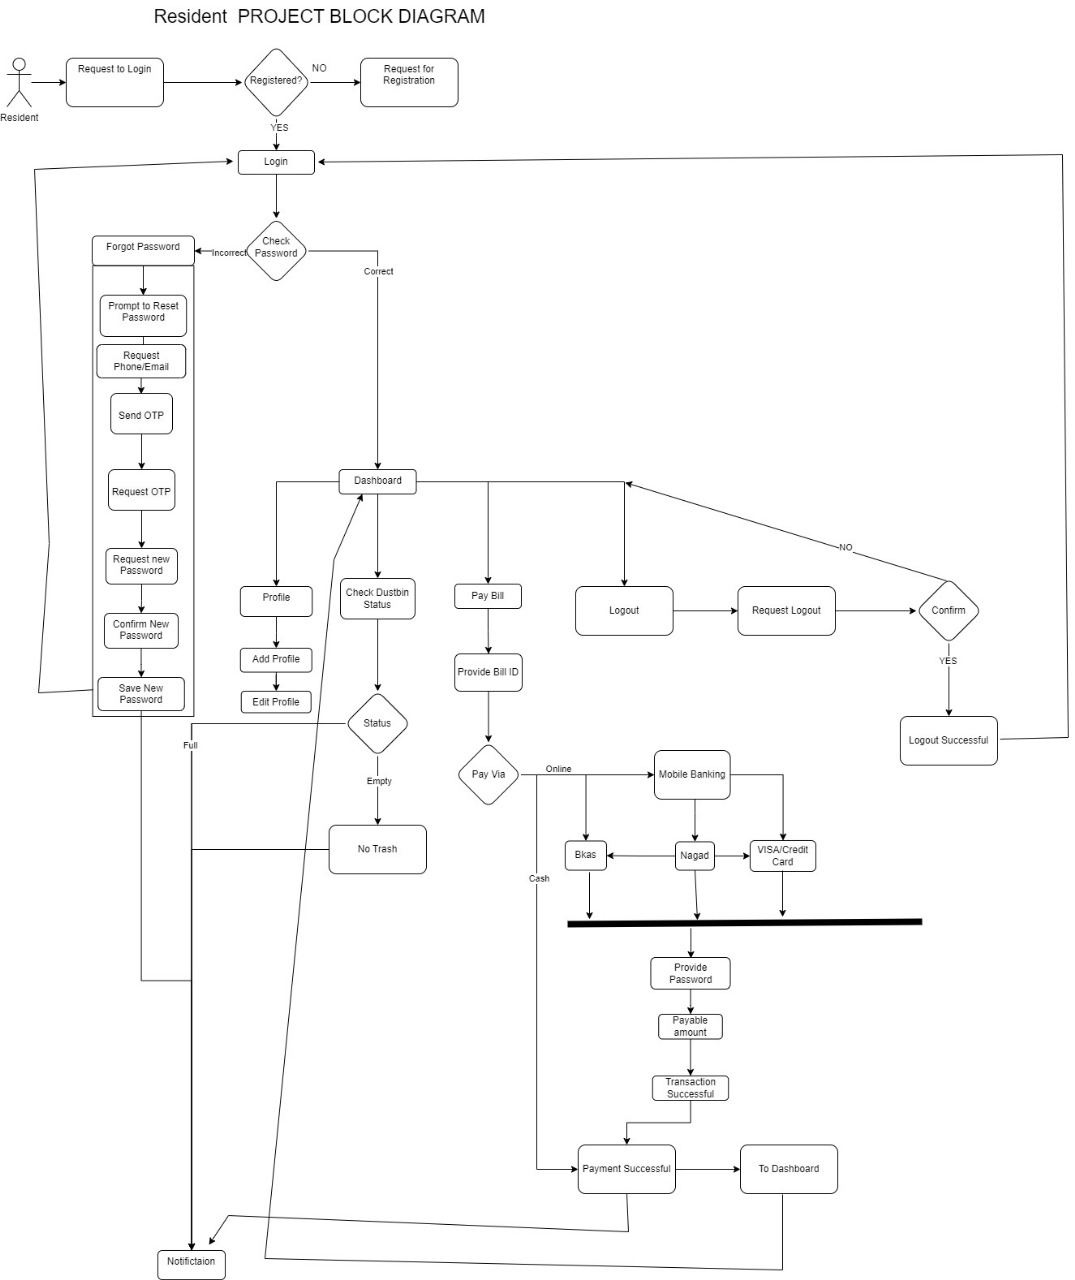 Resident PROJECT BLOCK DIAGRAM
Resident
Request to Login
Registered?
NO
Request for
Registration
YES
Login
Check
Password
Incorrect
Correct
Forgot Password
Prompt to Reset
Password
Request
Phone/Email
Send OTP
Request OTP
Request new
Password
Confirm New
Password
Save New
Password
Dashboard
Profile
Add Profile
Edit Profile
Check Dustbin
Status
Status
Full
Empty
No Trash
Pay Bill
Provide Bill ID
Pay Via
Online
Cash
Mobile Banking
Bkas
Nagad
VISA/Credit
Card
Provide
Password
Payable
amount
Transaction
Successful
Payment Successful
To Dashboard
Notifictaion
Logout
Request Logout
Confirm
NO
YES
Logout Successful